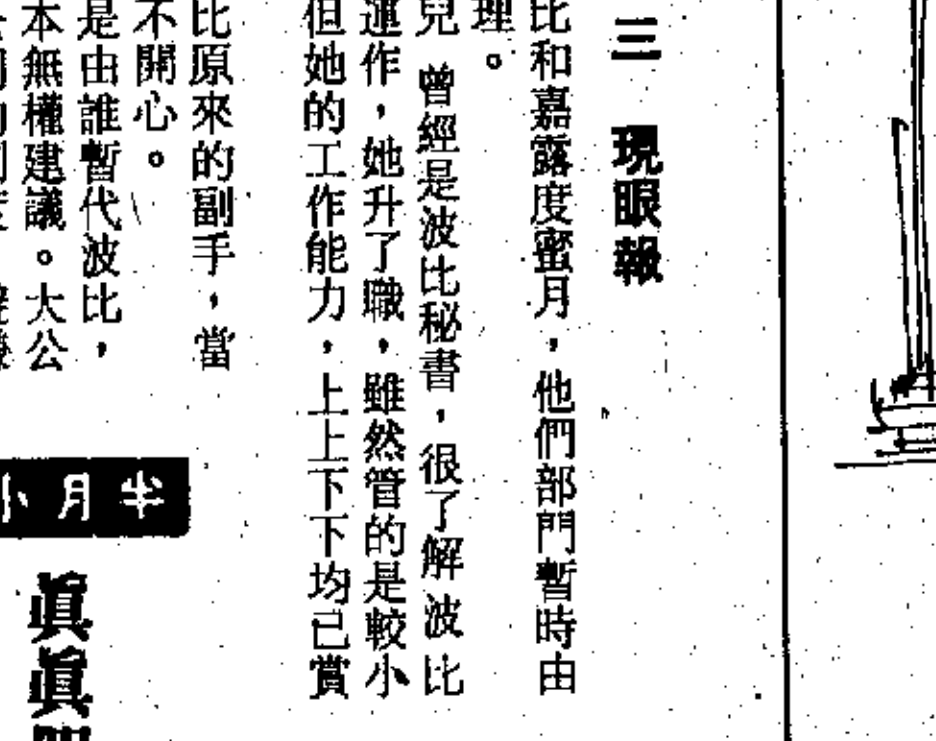 三 現眼報
比和嘉露度蜜月，他們部門暫時由
理。
兒 曾經是波比秘書，很了解波比
運作，她升了職，雖然管的是較小
但她的工作能力，上上下下均已賞
比原來的副手，當
不開心。
是由誰暫代波比，
本無權建議。大公
半月小
眞眞